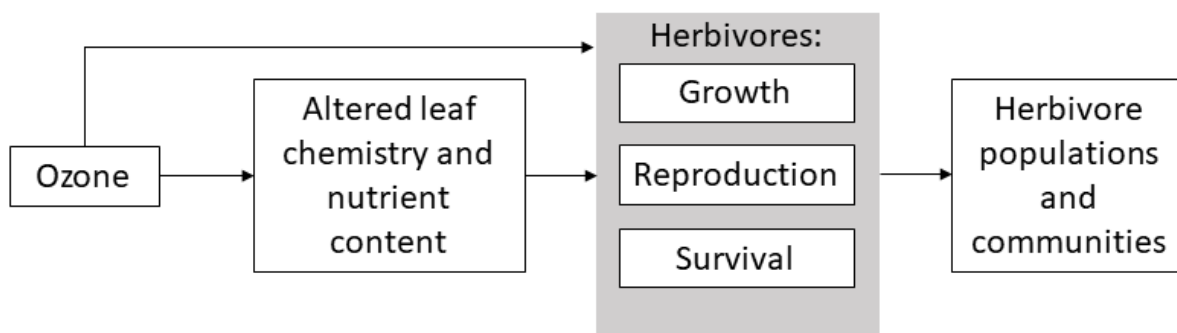 Ozone
Altered leaf
chemistry and
nutrient
content
Herbivores:
Growth
Reproduction
Survival
Herbivore
populations
and
communities